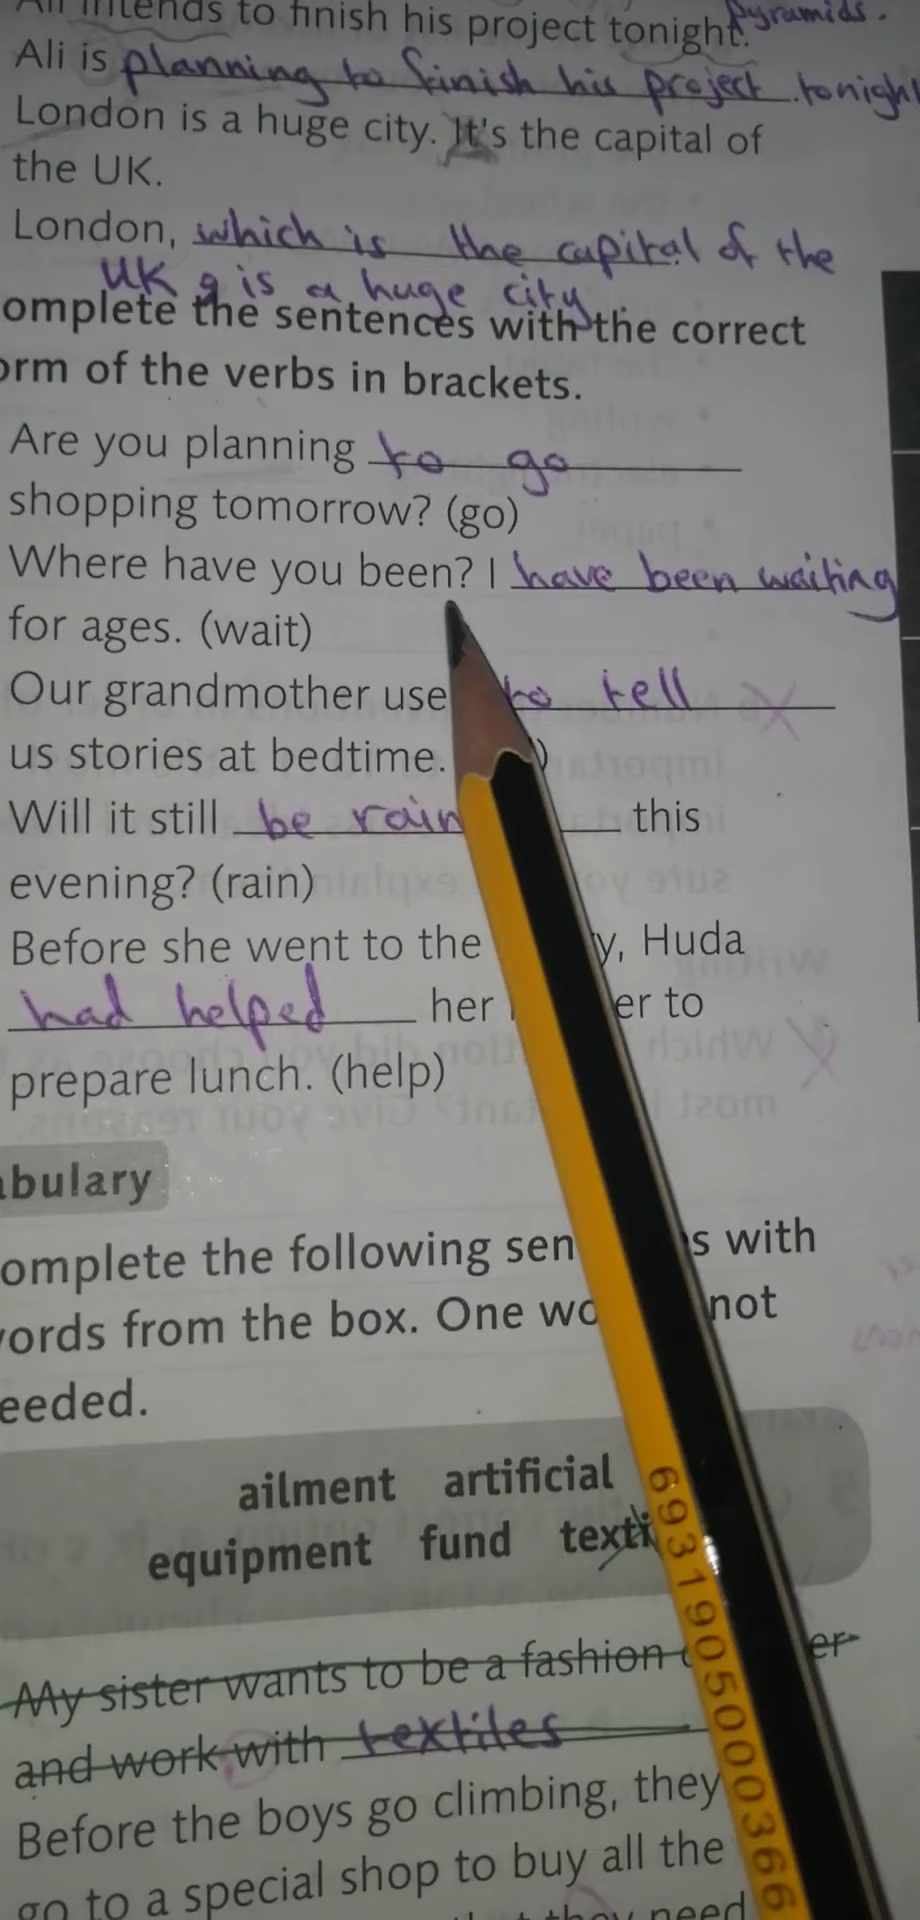 intends to finish his project tonight. pyramids.
Ali is planning to finish his project tonight
London is a huge city. It's the capital of
the UK.
London, which is the capital of the
UK, is a huge city
omplete the sentences with the correct
orm of the verbs in brackets.
Are you planning to go
shopping tomorrow? (go)
Where have you been? I have been waiting
for ages. (wait)
Our grandmother use to tell
us stories at bedtime.
Will it still be rain this
evening? (rain)
Before she went to the y, Huda
had helped her er to
prepare lunch. (help)
abulary
omplete the following sen s with
ords from the box. One wo not
eeded.
ailment artificial
equipment fund texti
My sister wants to be a fashion er
and work with textiles
Before the boys go climbing, they
go to a special shop to buy all the
they need
6931905000366